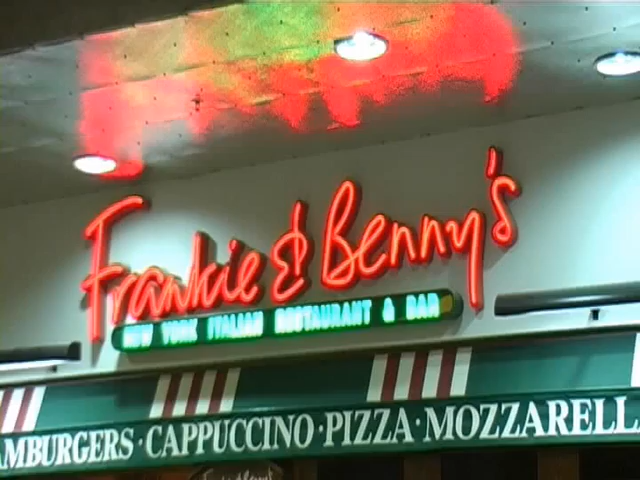 Frankie & Benny's
NEW YORK ITALIAN RESTAURANT & BAR
AMBURGERS · CAPPUCCINO · PIZZA · MOZZARELL